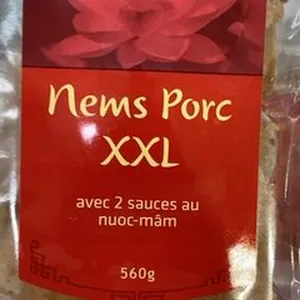 Nems Porc
XXL
avec 2 sauces au
nuoc-mâm
560g